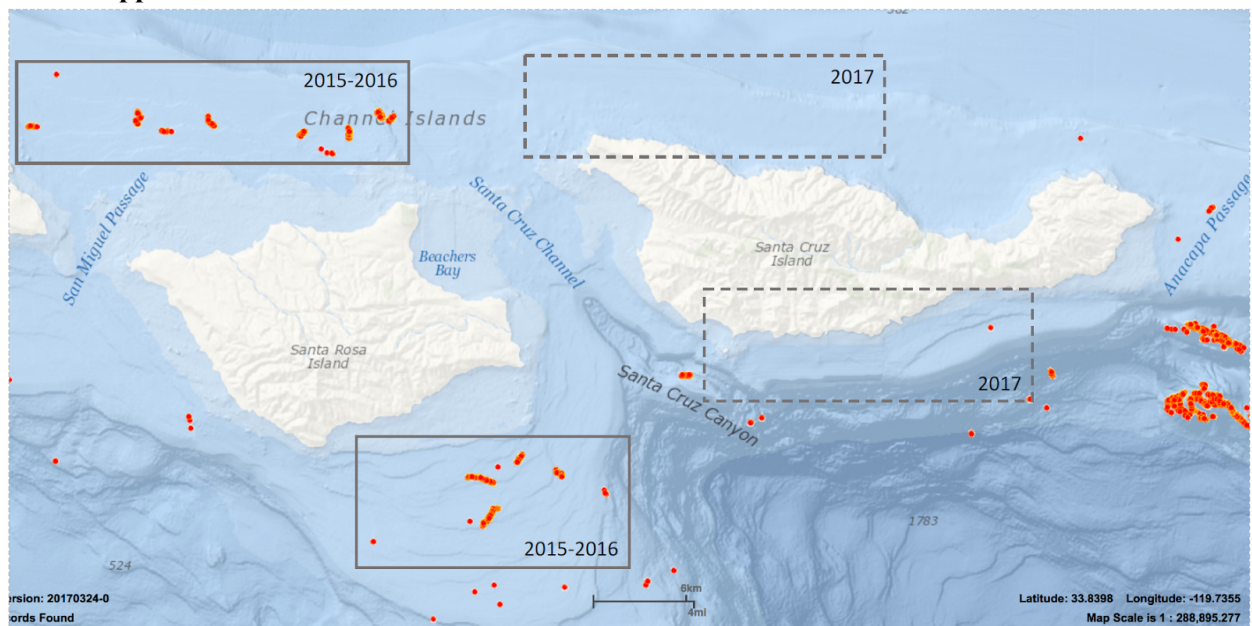 362
2015-2016
2017
Channel Islands
San Miguel Passage
Santa Cruz Channel
Anacapa Passage
Beachers
Bay
Santa Cruz
Island
Santa Rosa
Island
Santa Cruz Canyon
2017
1783
2015-2016
524
6km
4mi
ersion: 20170324-0
ords Found
Latitude: 33.8398 Longitude: -119.7355
Map Scale is 1 : 288,895.277